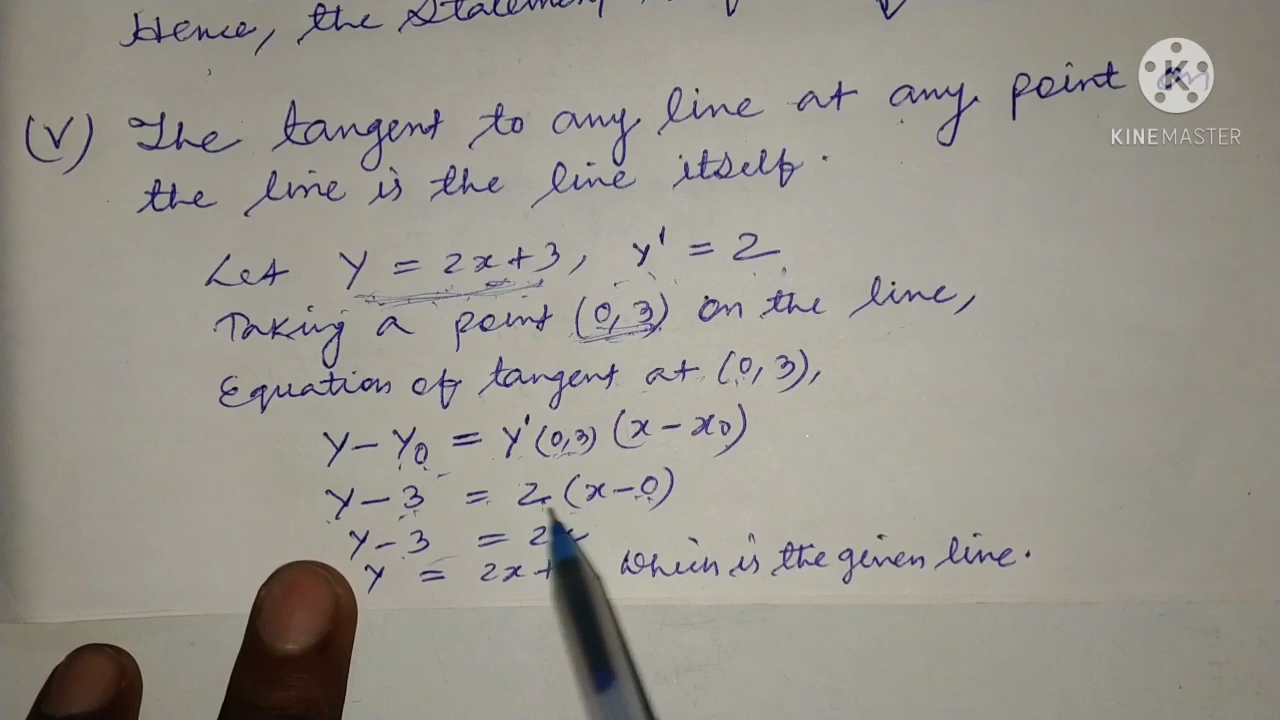 Hence, the Statement
(V) The tangent to any line at any point on
K
KINEMASTER
the line is the line itself.
Let y = 2x+3, y' = 2
Taking a point (0,3) on the line,
Equation of tangent at (0,3),
y-y₀ = y'(0,3) (x-x₀)
y-3 = 2(x-0)
y-3 = 2x
y = 2x+ which is the given line.